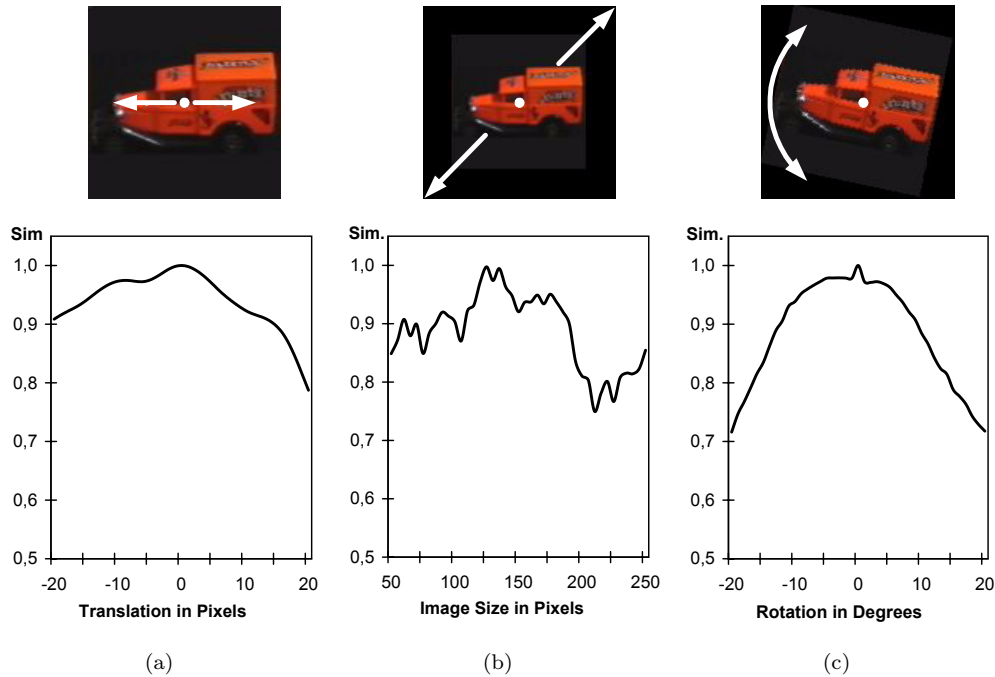 Sim
1,0
0,9
0,8
0,7
0,6
0,5
-20 -10 0 10 20
Translation in Pixels
(a)
Sim.
1,0
0,9
0,8
0,7
0,6
0,5
50 100 150 200 250
Image Size in Pixels
(b)
Sim.
1,0
0,9
0,8
0,7
0,6
0,5
-20 -10 0 10 20
Rotation in Degrees
(c)